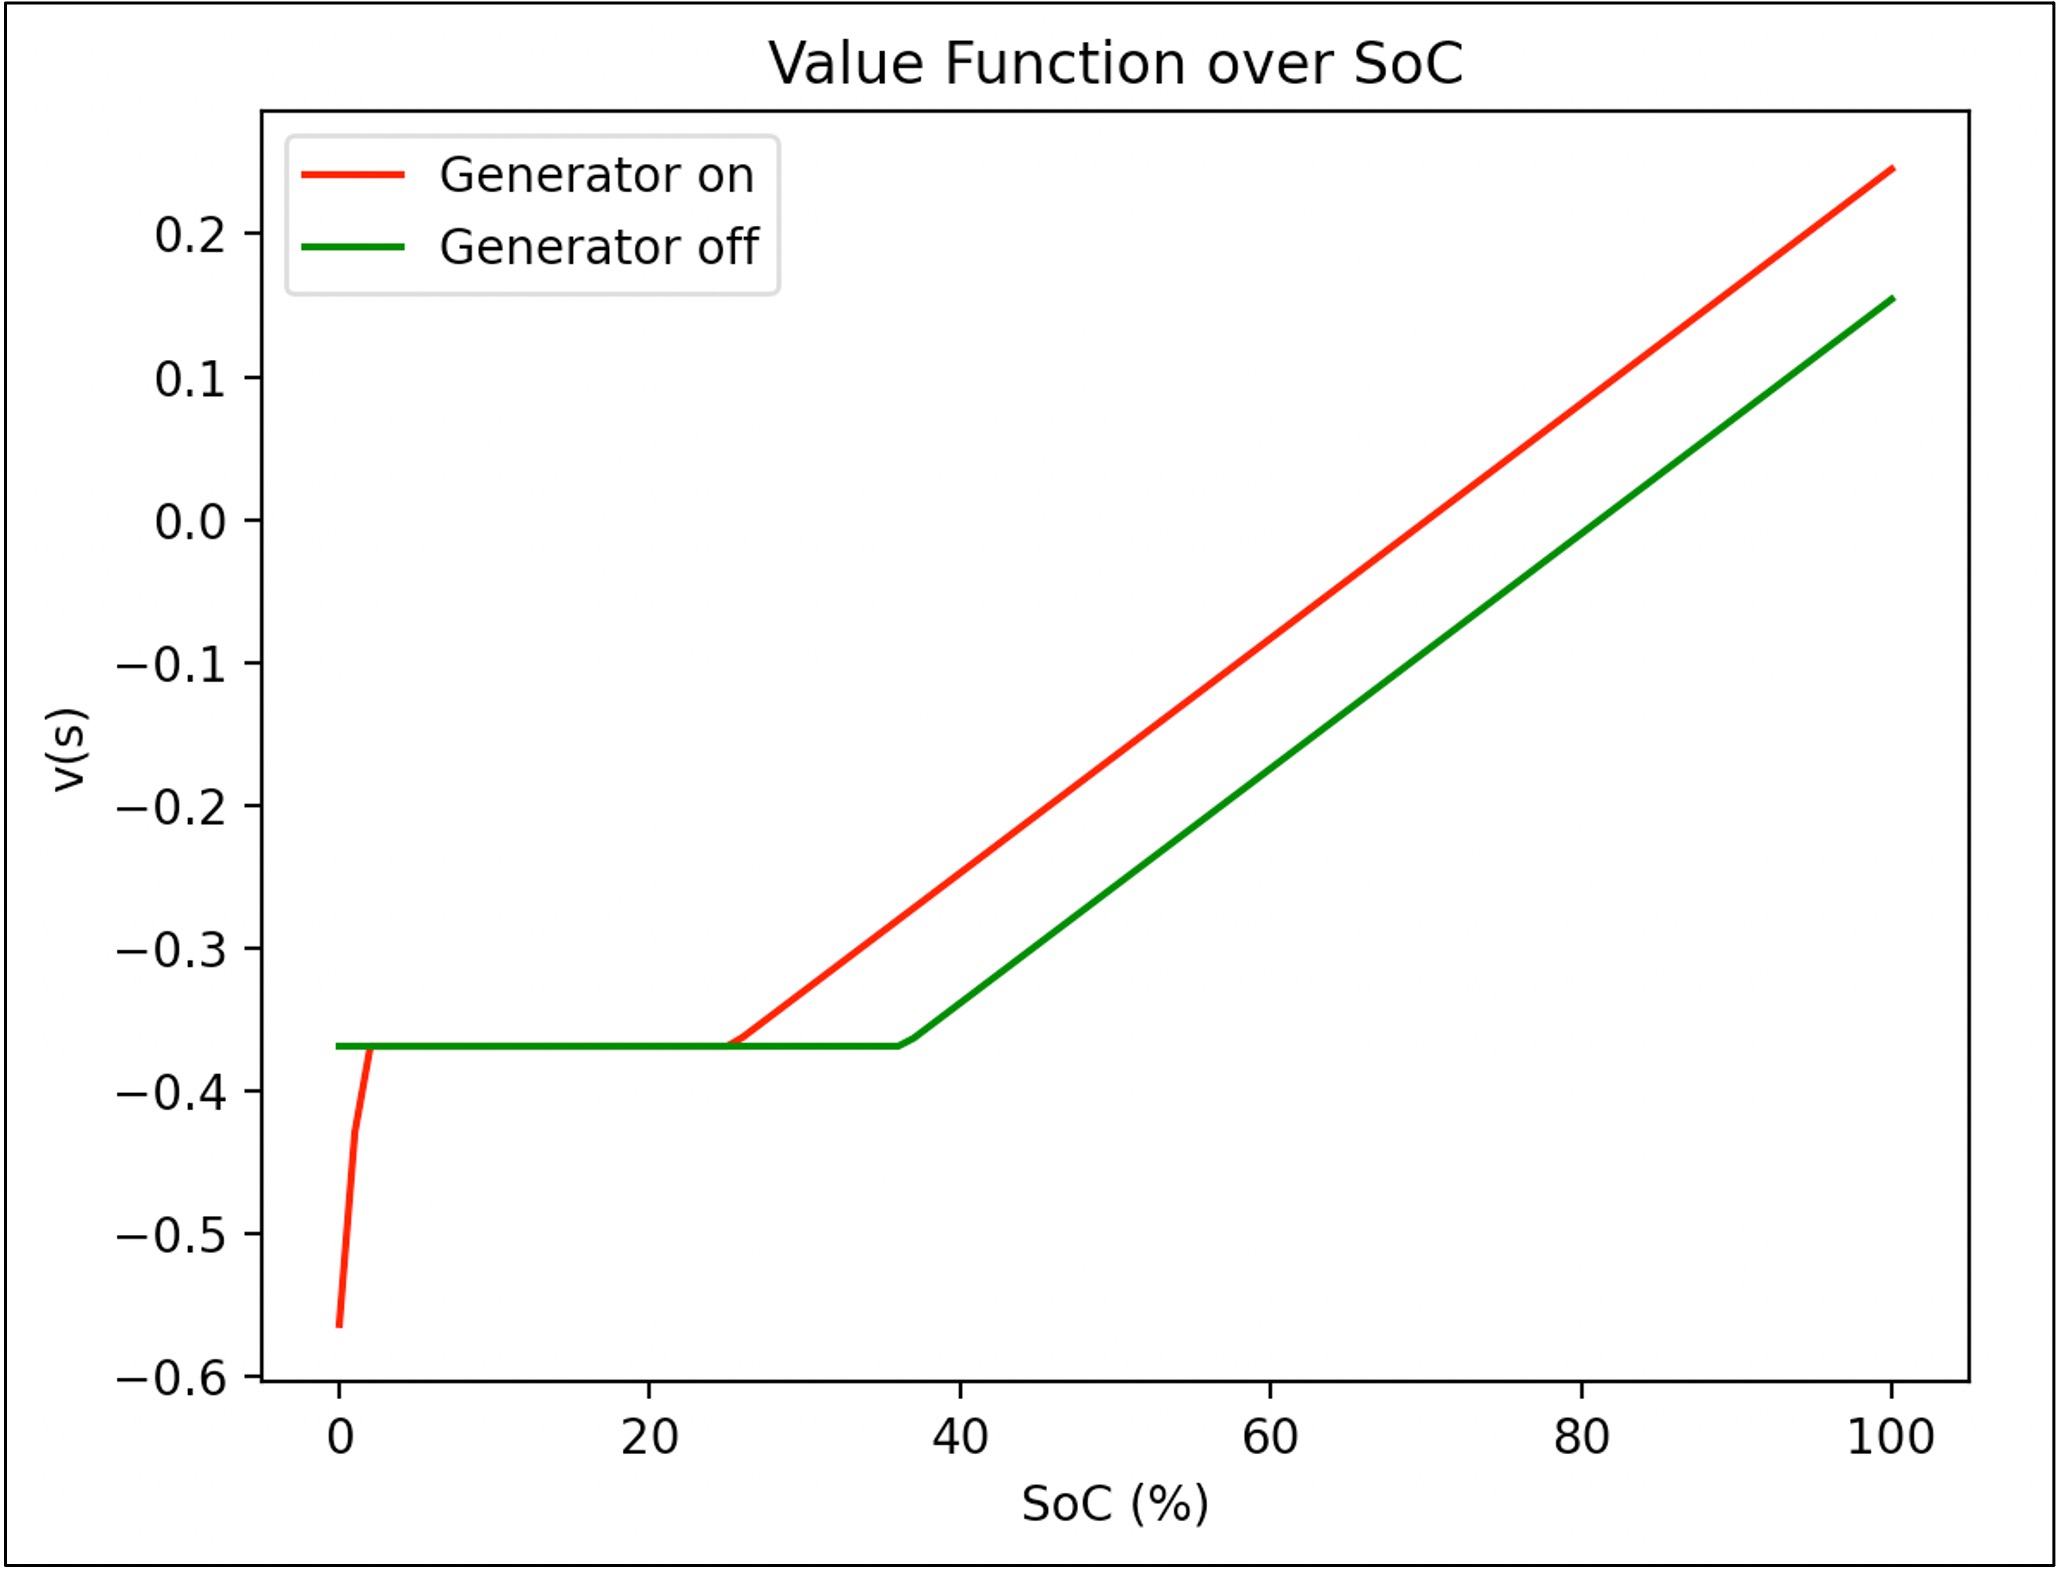 Value Function over SoC
Generator on
Generator off
0.2
0.1
0.0
−0.1
−0.2
−0.3
−0.4
−0.5
−0.6
v(s)
0 20 40 60 80 100
SoC (%)